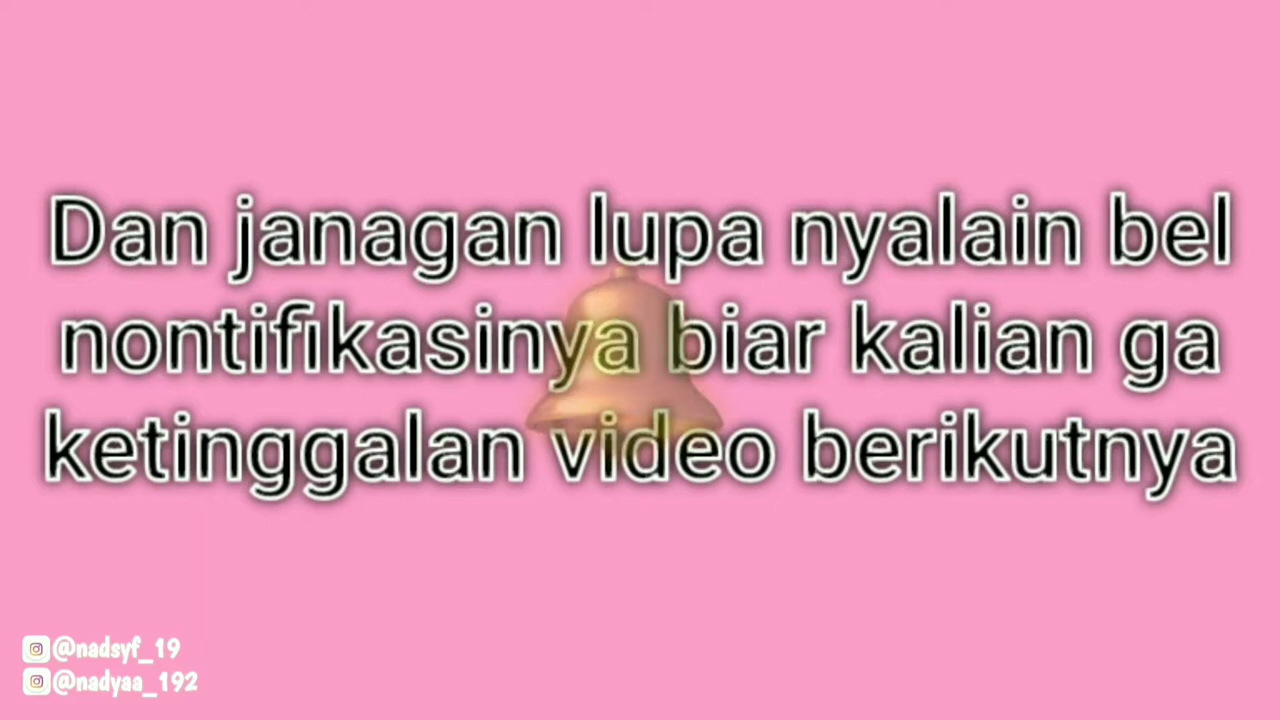 Dan janagan lupa nyalain bel
nontifikasinya biar kalian ga
ketinggalan video berikutnya
@nadsyf_19
@nadyaa_192